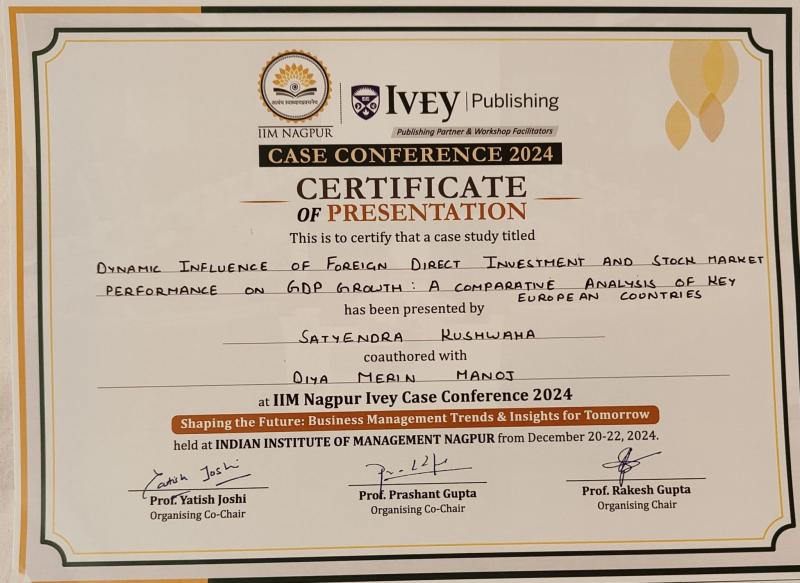 सत्यं स्वाध्यायप्रवचनेच
IIM NAGPUR
IVEY | Publishing
Publishing Partner & Workshop Facilitators
CASE CONFERENCE 2024
CERTIFICATE
OF PRESENTATION
This is to certify that a case study titled
DYNAMIC INFLUENCE OF FOREIGN DIRECT INVESTMENT AND STOCK MARKET
PERFORMANCE ON GDP GROWTH : A COMPARATIVE ANALYSIS OF KEY
EUROPEAN COUNTRIES
has been presented by
SATYENDRA KUSHWAHA
coauthored with
DIYA MERIN MANOJ
at IIM Nagpur Ivey Case Conference 2024
Shaping the Future: Business Management Trends & Insights for Tomorrow
held at INDIAN INSTITUTE OF MANAGEMENT NAGPUR from December 20-22, 2024.
Yatish Joshi
Prof. Yatish Joshi
Organising Co-Chair
Prof. Prashant Gupta
Organising Co-Chair
Prof. Rakesh Gupta
Organising Chair